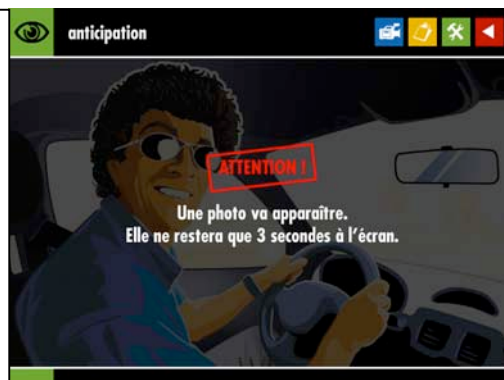 anticipation
ATTENTION !
Une photo va apparaître.
Elle ne restera que 3 secondes à l'écran.